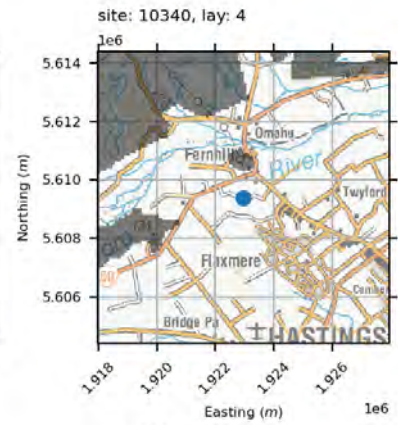 site: 10340, lay: 4
1e6
5.614
5.612
5.610
5.608
5.606
Northing (m)
Omahu
Fernhill
River
Twyford
Flaxmere
Bridge Pa
HASTINGS
50
1.918
1.920
1.922
1.924
1.926
Easting (m)
1e6